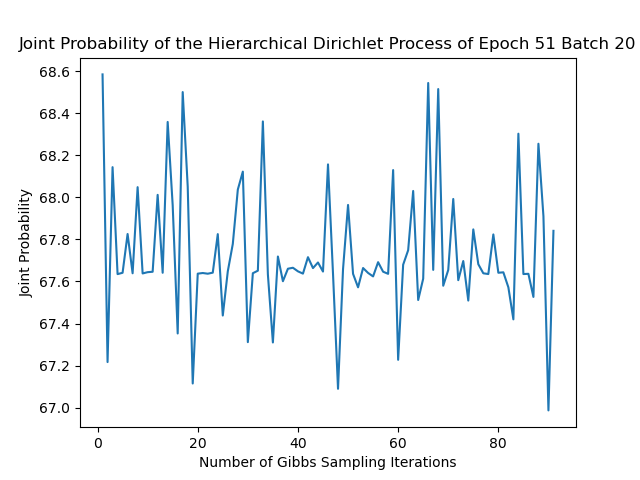 Joint Probability of the Hierarchical Dirichlet Process of Epoch 51 Batch 20
68.6
68.4
68.2
68.0
67.8
67.6
67.4
67.2
67.0
Joint Probability
0 20 40 60 80
Number of Gibbs Sampling Iterations